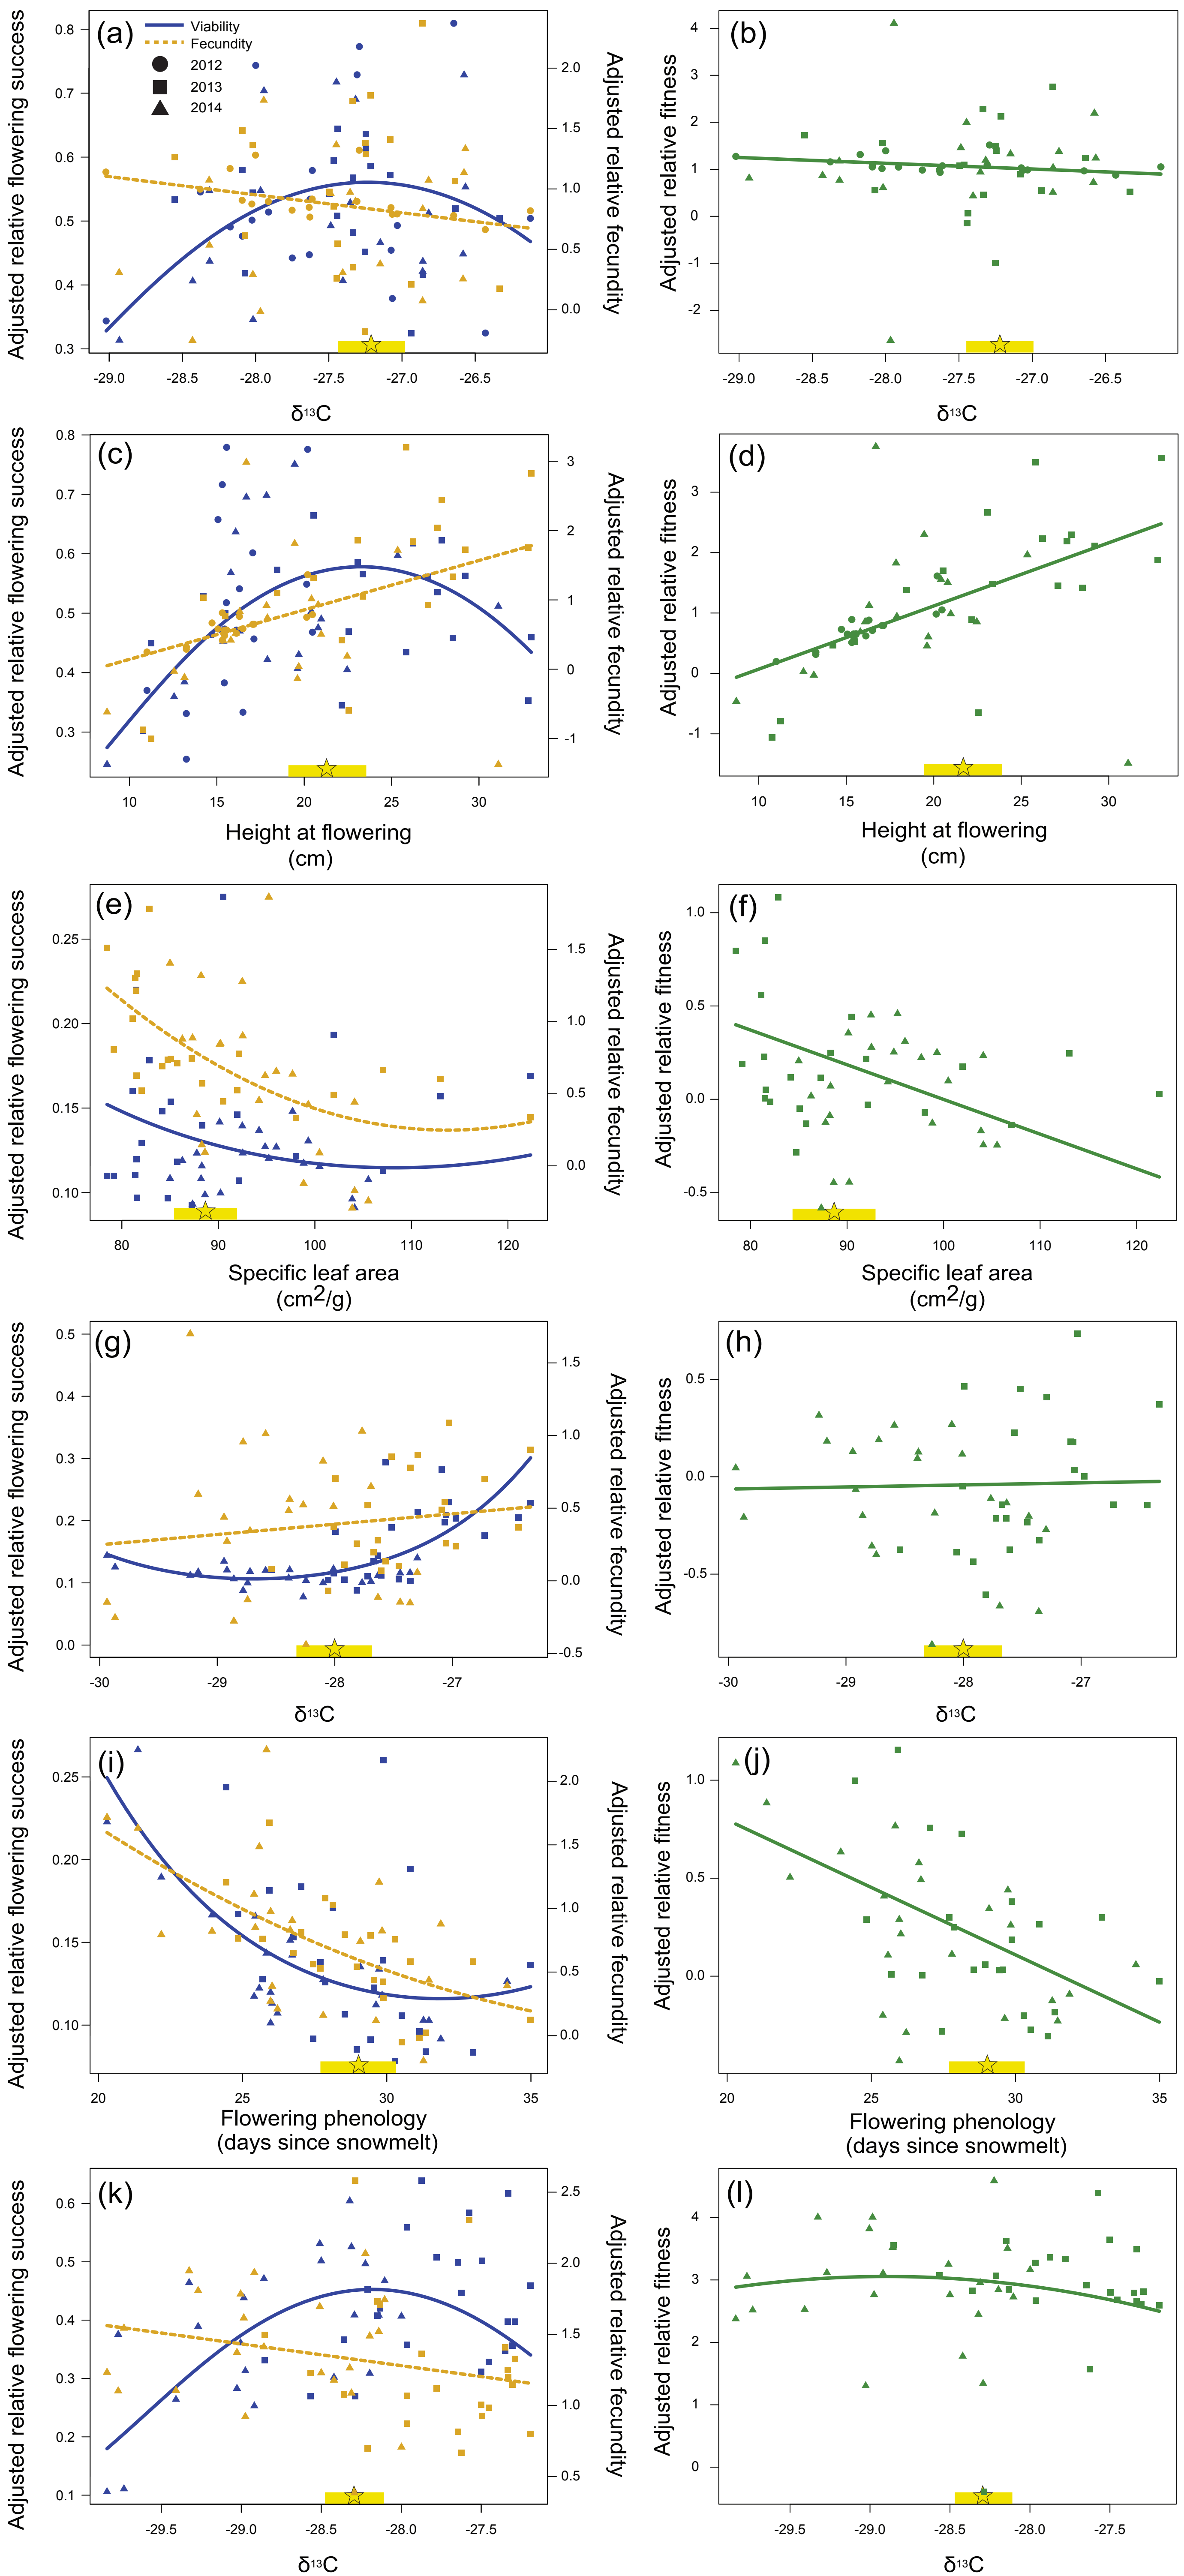 (a)
Viability
Fecundity
2012
2013
2014
Adjusted relative flowering success
0.8
0.7
0.6
0.5
0.4
0.3
2.0
1.5
1.0
0.5
0.0
Adjusted relative fecundity
-29.0 -28.5 -28.0 -27.5 -27.0 -26.5
δ13C
(b)
Adjusted relative fitness
4
3
2
1
0
-1
-2
-29.0 -28.5 -28.0 -27.5 -27.0 -26.5
δ13C
(c)
Adjusted relative flowering success
0.8
0.7
0.6
0.5
0.4
0.3
3
2
1
0
-1
Adjusted relative fecundity
10 15 20 25 30
Height at flowering
(cm)
(d)
Adjusted relative fitness
3
2
1
0
-1
10 15 20 25 30
Height at flowering
(cm)
(e)
Adjusted relative flowering success
0.25
0.20
0.15
0.10
1.5
1.0
0.5
0.0
Adjusted relative fecundity
80 90 100 110 120
Specific leaf area
(cm2/g)
(f)
Adjusted relative fitness
1.0
0.5
0.0
-0.5
80 90 100 110 120
Specific leaf area
(cm2/g)
(g)
Adjusted relative flowering success
0.5
0.4
0.3
0.2
0.1
0.0
1.5
1.0
0.5
0.0
-0.5
Adjusted relative fecundity
-30 -29 -28 -27
δ13C
(h)
Adjusted relative fitness
0.5
0.0
-0.5
-30 -29 -28 -27
δ13C
(i)
Adjusted relative flowering success
0.25
0.20
0.15
0.10
2.0
1.5
1.0
0.5
0.0
Adjusted relative fecundity
20 25 30 35
Flowering phenology
(days since snowmelt)
(j)
Adjusted relative fitness
1.0
0.5
0.0
20 25 30 35
Flowering phenology
(days since snowmelt)
(k)
Adjusted relative flowering success
0.6
0.5
0.4
0.3
0.2
0.1
2.5
2.0
1.5
1.0
0.5
Adjusted relative fecundity
-29.5 -29.0 -28.5 -28.0 -27.5
δ13C
(l)
Adjusted relative fitness
4
3
2
1
0
-29.5 -29.0 -28.5 -28.0 -27.5
δ13C